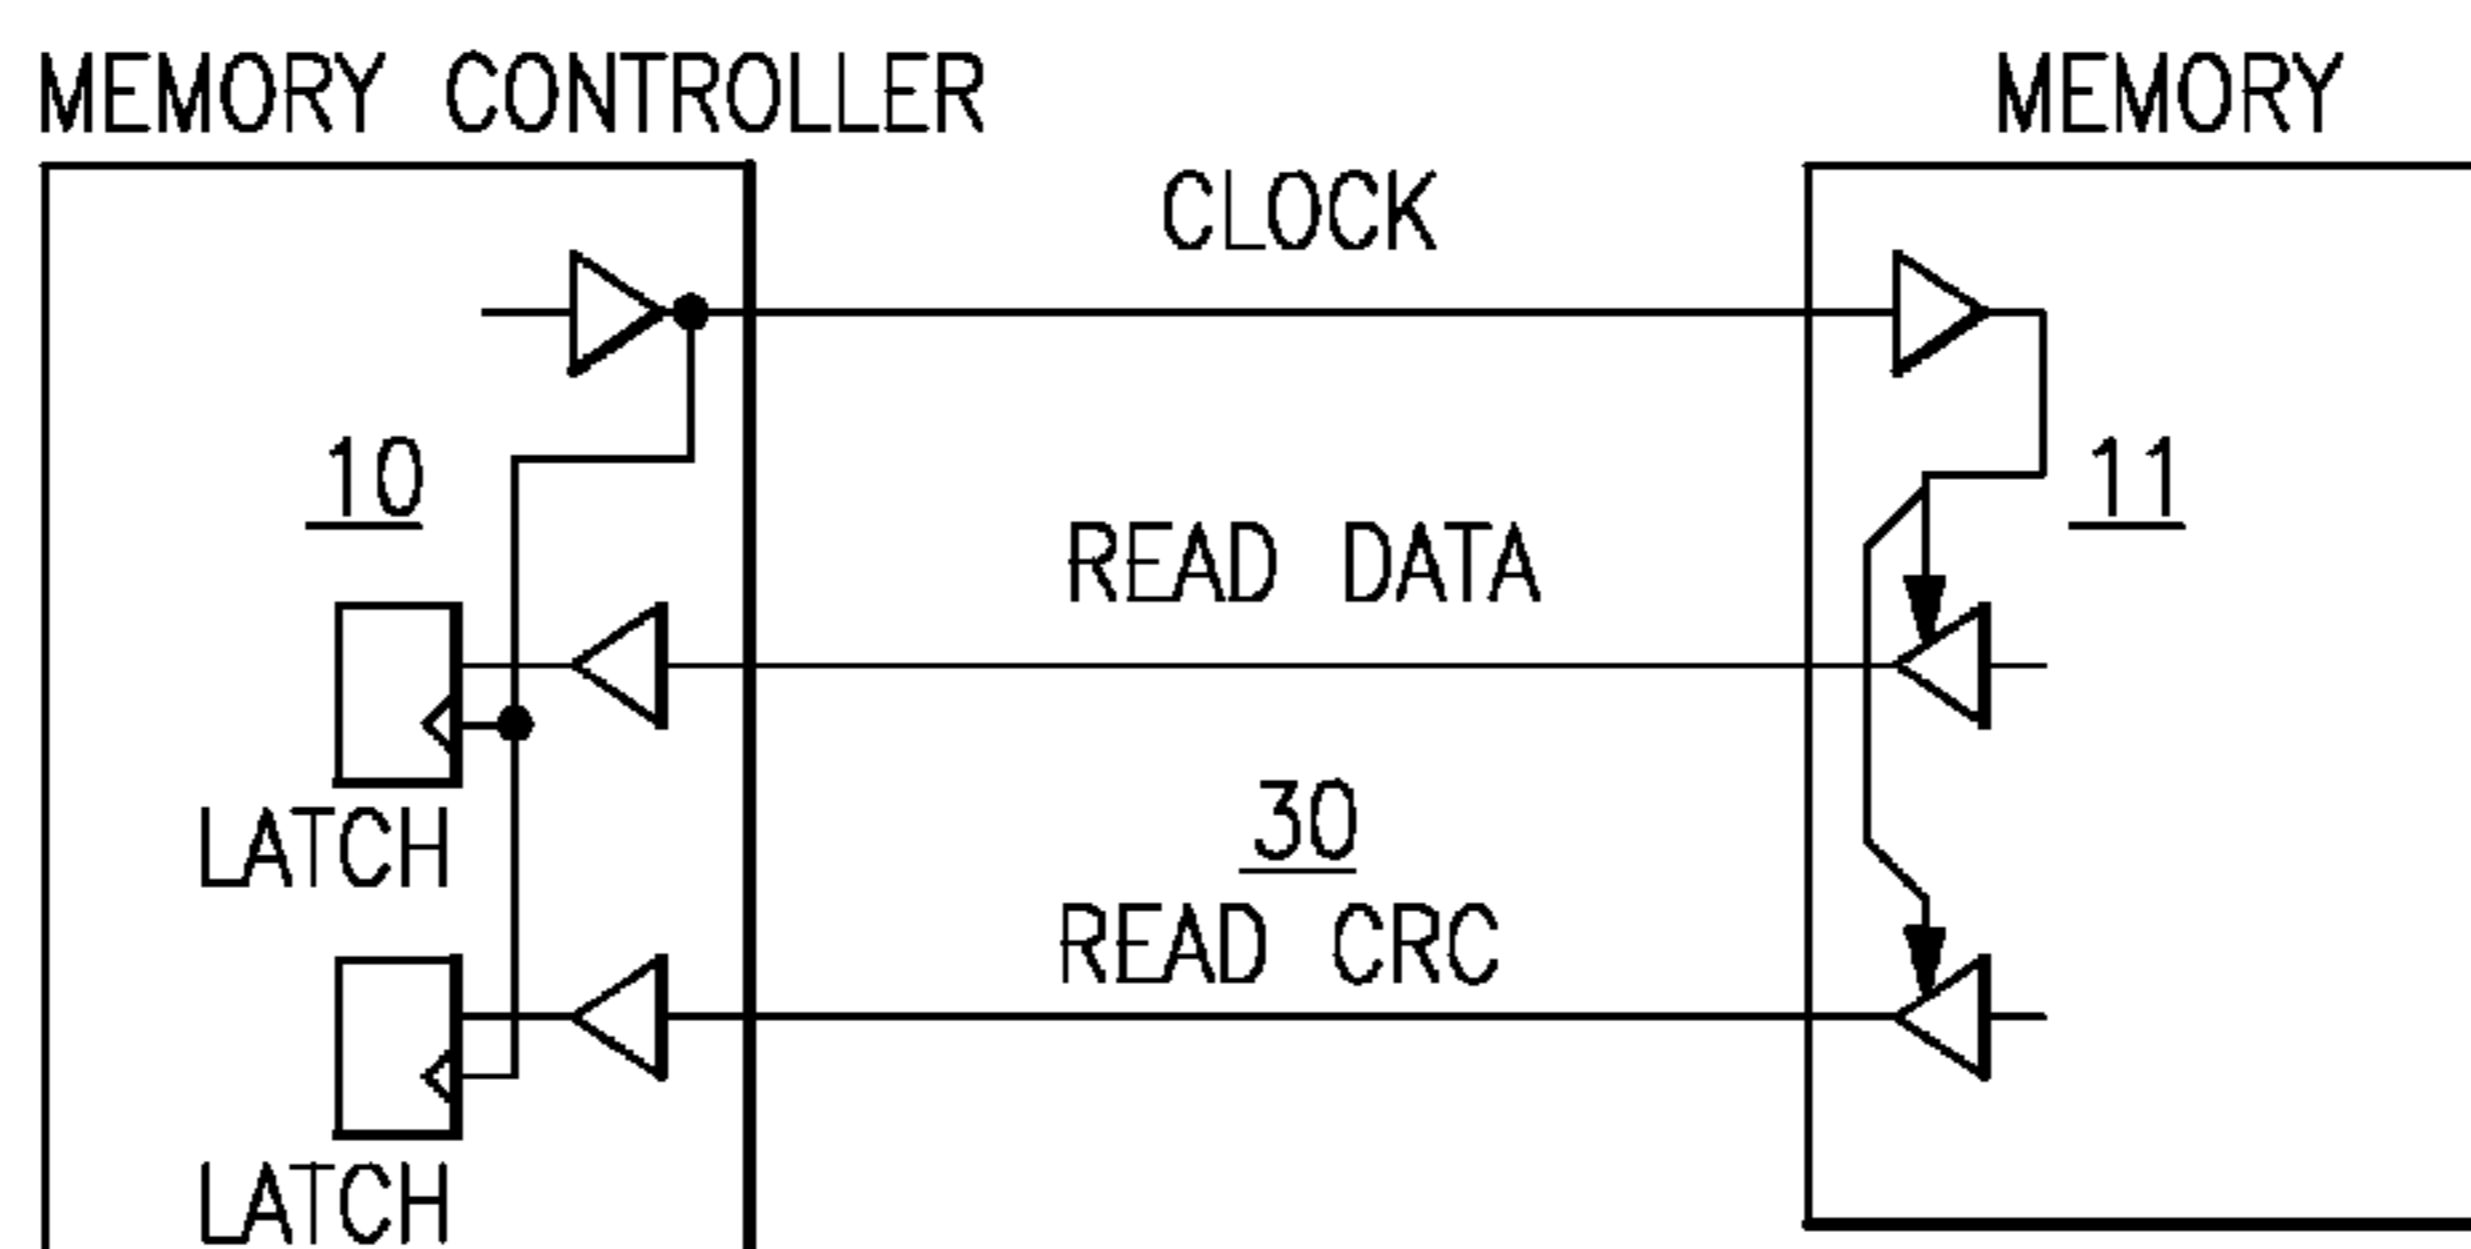 MEMORY CONTROLLER
MEMORY
CLOCK
10
11
READ DATA
30
LATCH
READ CRC
LATCH